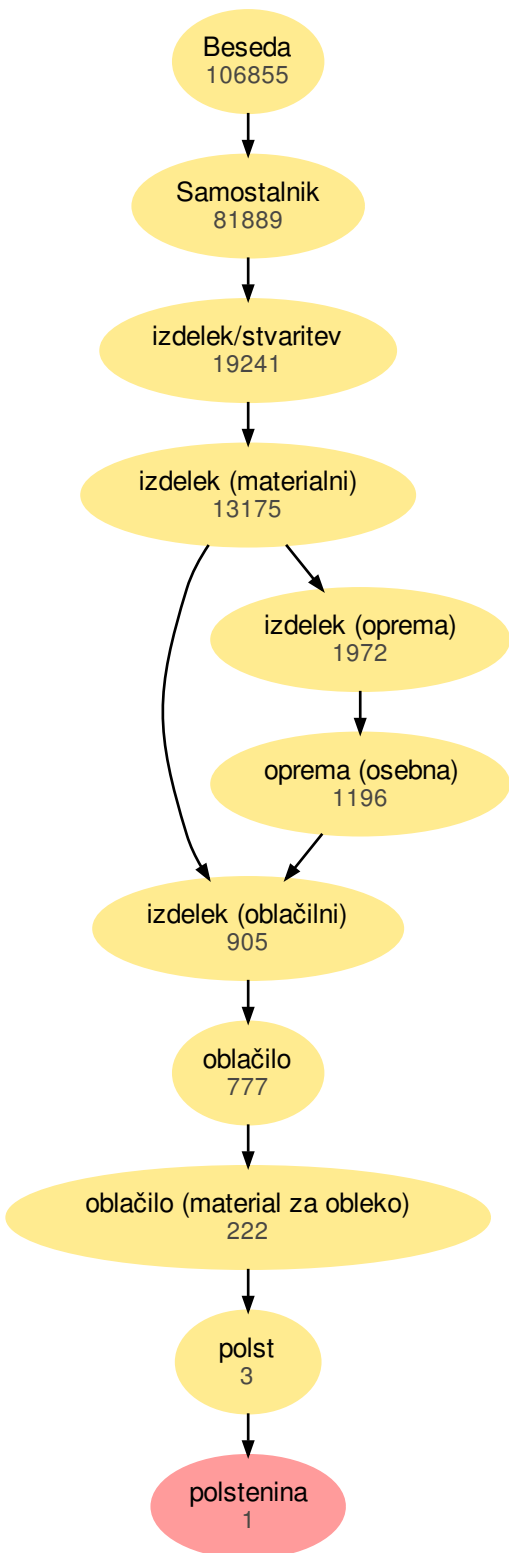 Beseda
106855
Samostalnik
81889
izdelek/stvaritev
19241
izdelek (materialni)
13175
izdelek (oprema)
1972
oprema (osebna)
1196
izdelek (oblačilni)
905
oblačilo
777
oblačilo (material za obleko)
222
polst
3
polstenina
1